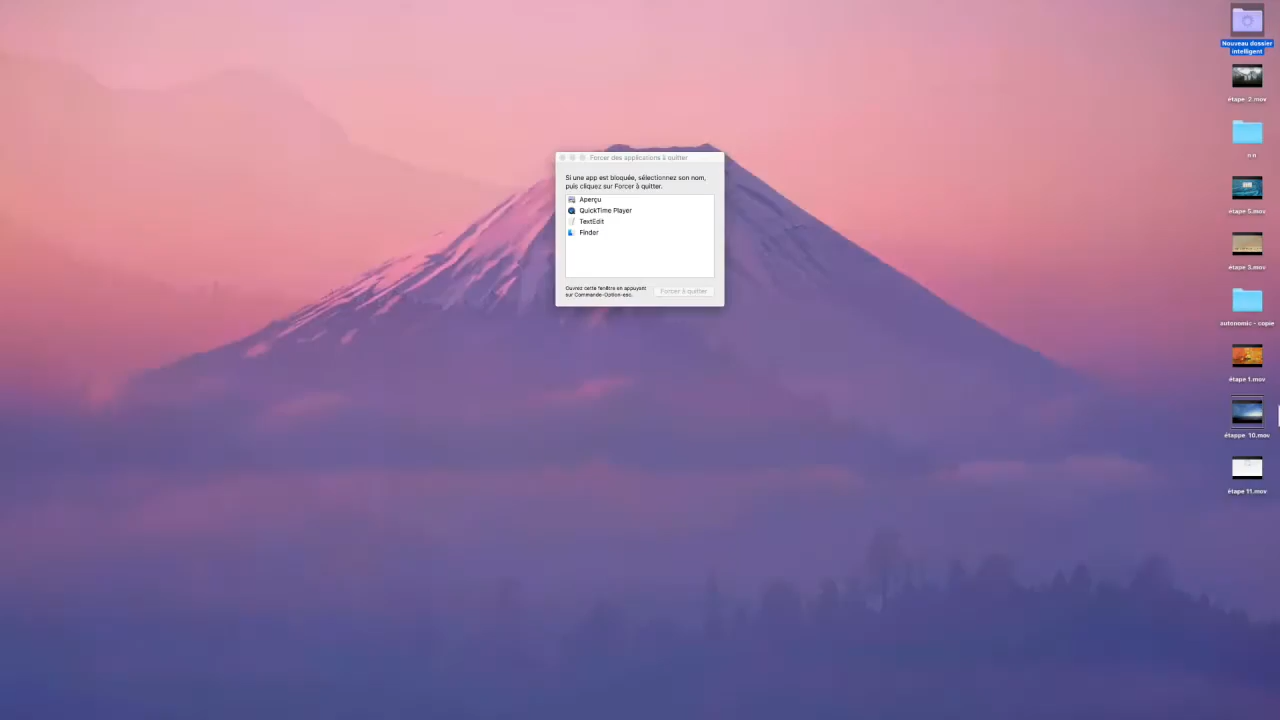 Nouveau dossier
intelligent
étape 2.mov
n n
étape 5.mov
étape 3.mov
autonomic - copie
étape 1.mov
étappe 10.mov
étape 11.mov
Forcer des applications à quitter
Si une app est bloquée, sélectionnez son nom,
puis cliquez sur Forcer à quitter.
Aperçu
QuickTime Player
TextEdit
Finder
Ouvrez cette fenêtre en appuyant
sur Commande-Option-esc.
Forcer à quitter